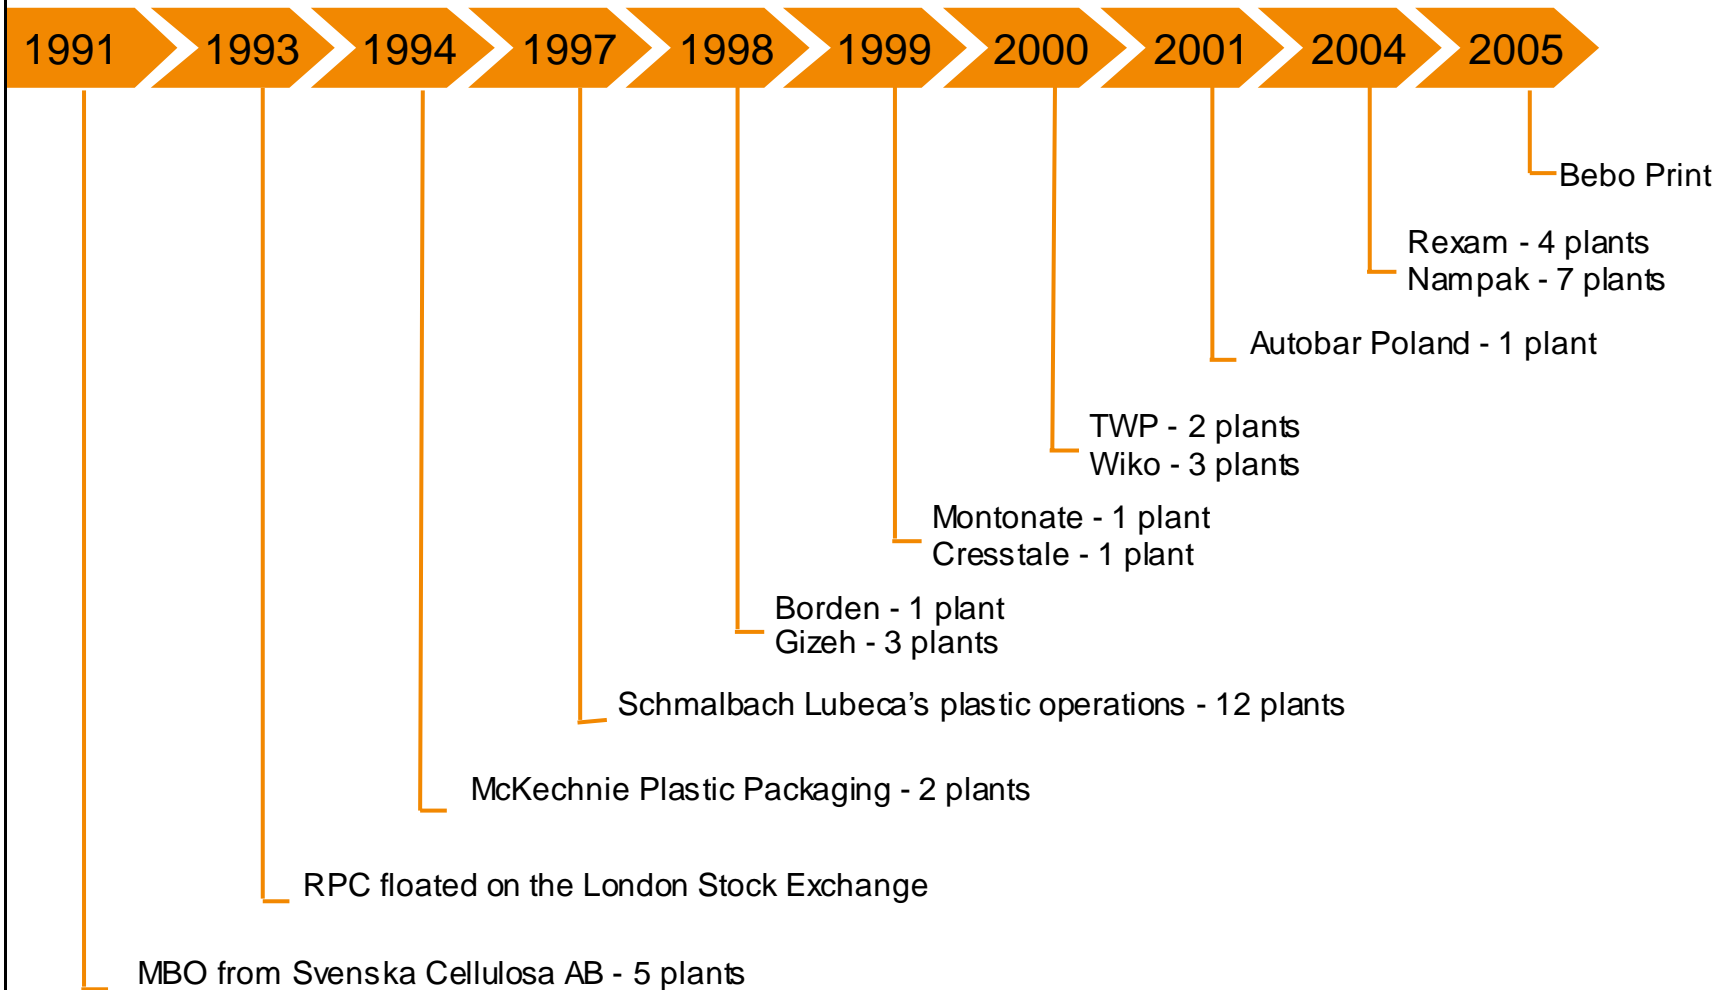 1991 1993 1994 1997 1998 1999 2000 2001 2004 2005
Bebo Print
Rexam - 4 plants
Nampak - 7 plants
Autobar Poland - 1 plant
TWP - 2 plants
Wiko - 3 plants
Montonate - 1 plant
Cresstale - 1 plant
Borden - 1 plant
Gizeh - 3 plants
Schmalbach Lubeca’s plastic operations - 12 plants
McKechnie Plastic Packaging - 2 plants
RPC floated on the London Stock Exchange
MBO from Svenska Cellulosa AB - 5 plants